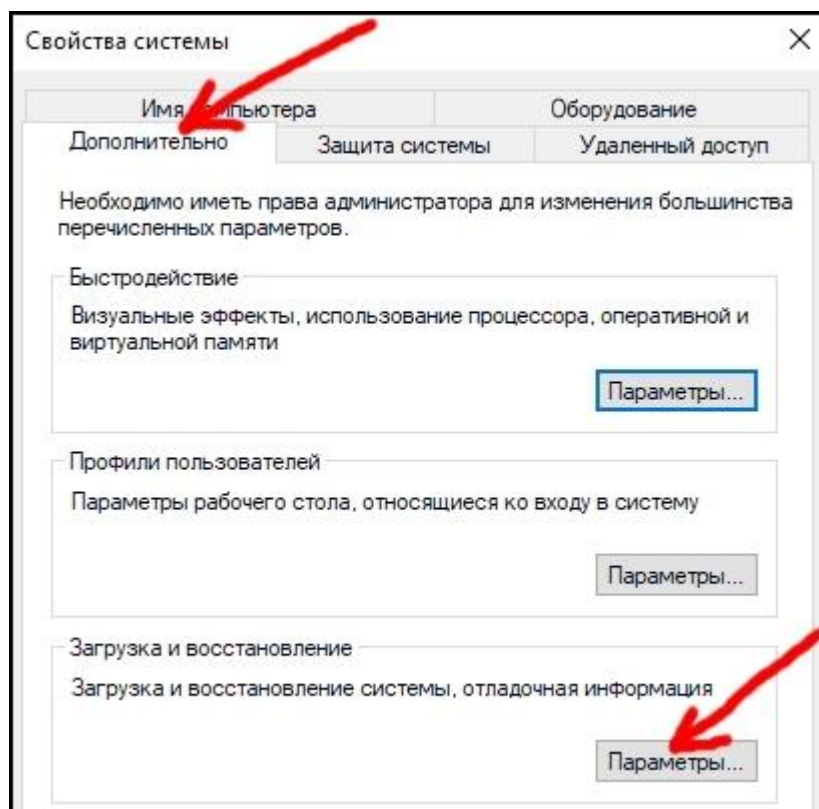 Свойства системы
Имя компьютера
Оборудование
Дополнительно
Защита системы
Удаленный доступ
Необходимо иметь права администратора для изменения большинства
перечисленных параметров.
Быстродействие
Визуальные эффекты, использование процессора, оперативной и
виртуальной памяти
Параметры...
Профили пользователей
Параметры рабочего стола, относящиеся ко входу в систему
Параметры...
Загрузка и восстановление
Загрузка и восстановление системы, отладочная информация
Параметры...